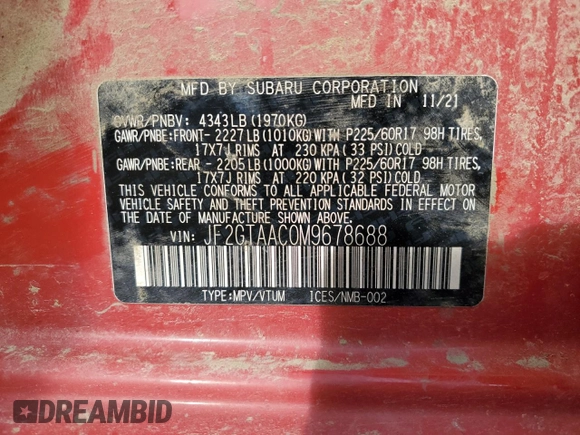 MFD BY SUBARU CORPORATION
MFD IN 11/21
GVWR/PNBV: 4343LB(1970KG)
GAWR/PNBE:FRONT- 2227LB(1010KG)WITH P225/60R17 98H TIRES,
17X7J RIMS AT 230 KPA( 33 PSI)COLD
GAWR/PNBE:REAR - 2205LB(1000KG)WITH P225/60R17 98H TIRES,
17X7J RIMS AT 220 KPA( 32 PSI)COLD
THIS VEHICLE CONFORMS TO ALL APPLICABLE FEDERAL MOTOR
VEHICLE SAFETY AND THEFT PREVENTION STANDARDS IN EFFECT ON
THE DATE OF MANUFACTURE SHOWN ABOVE.
VIN: JF2GTAAC0M9678688
TYPE:MPV/VTUM ICES/NMB-002
DREAMBID